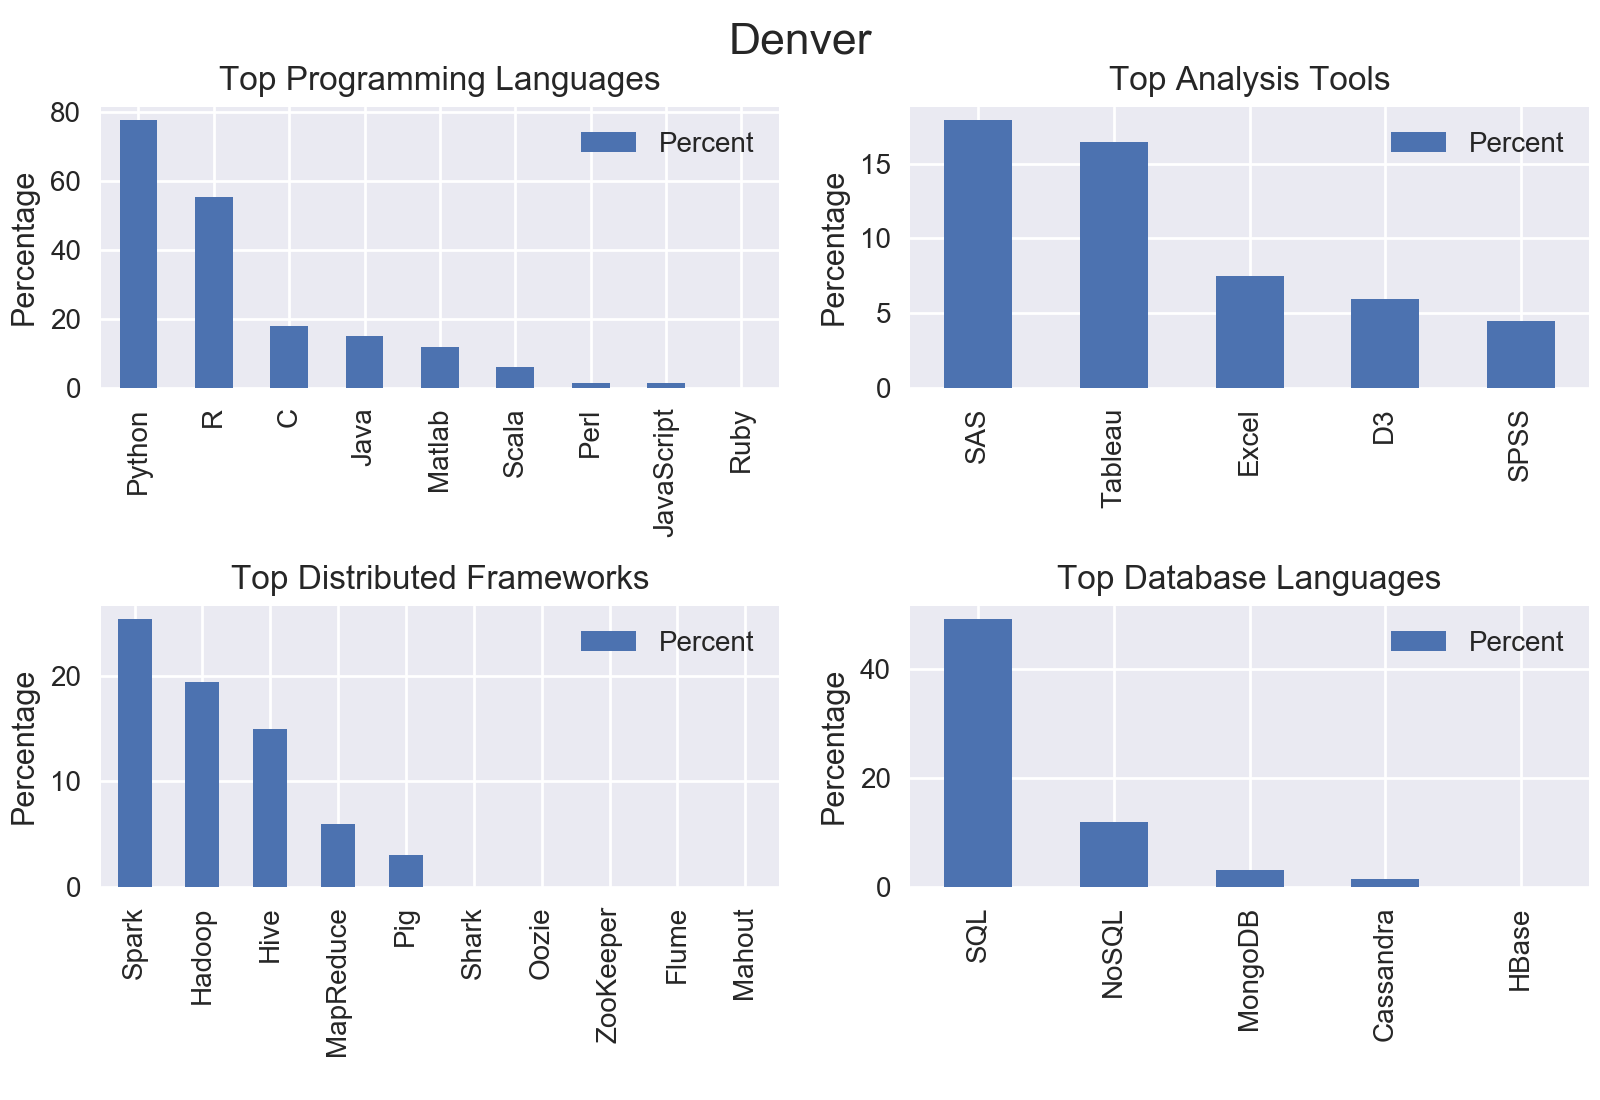 Denver
Top Programming Languages
Percentage
80
60
40
20
0
Percent
Python
R
C
Java
Matlab
Scala
Perl
JavaScript
Ruby
Top Analysis Tools
Percentage
15
10
5
0
Percent
SAS
Tableau
Excel
D3
SPSS
Top Distributed Frameworks
Percentage
20
10
0
Percent
Spark
Hadoop
Hive
MapReduce
Pig
Shark
Oozie
ZooKeeper
Flume
Mahout
Top Database Languages
Percentage
40
20
0
Percent
SQL
NoSQL
MongoDB
Cassandra
HBase